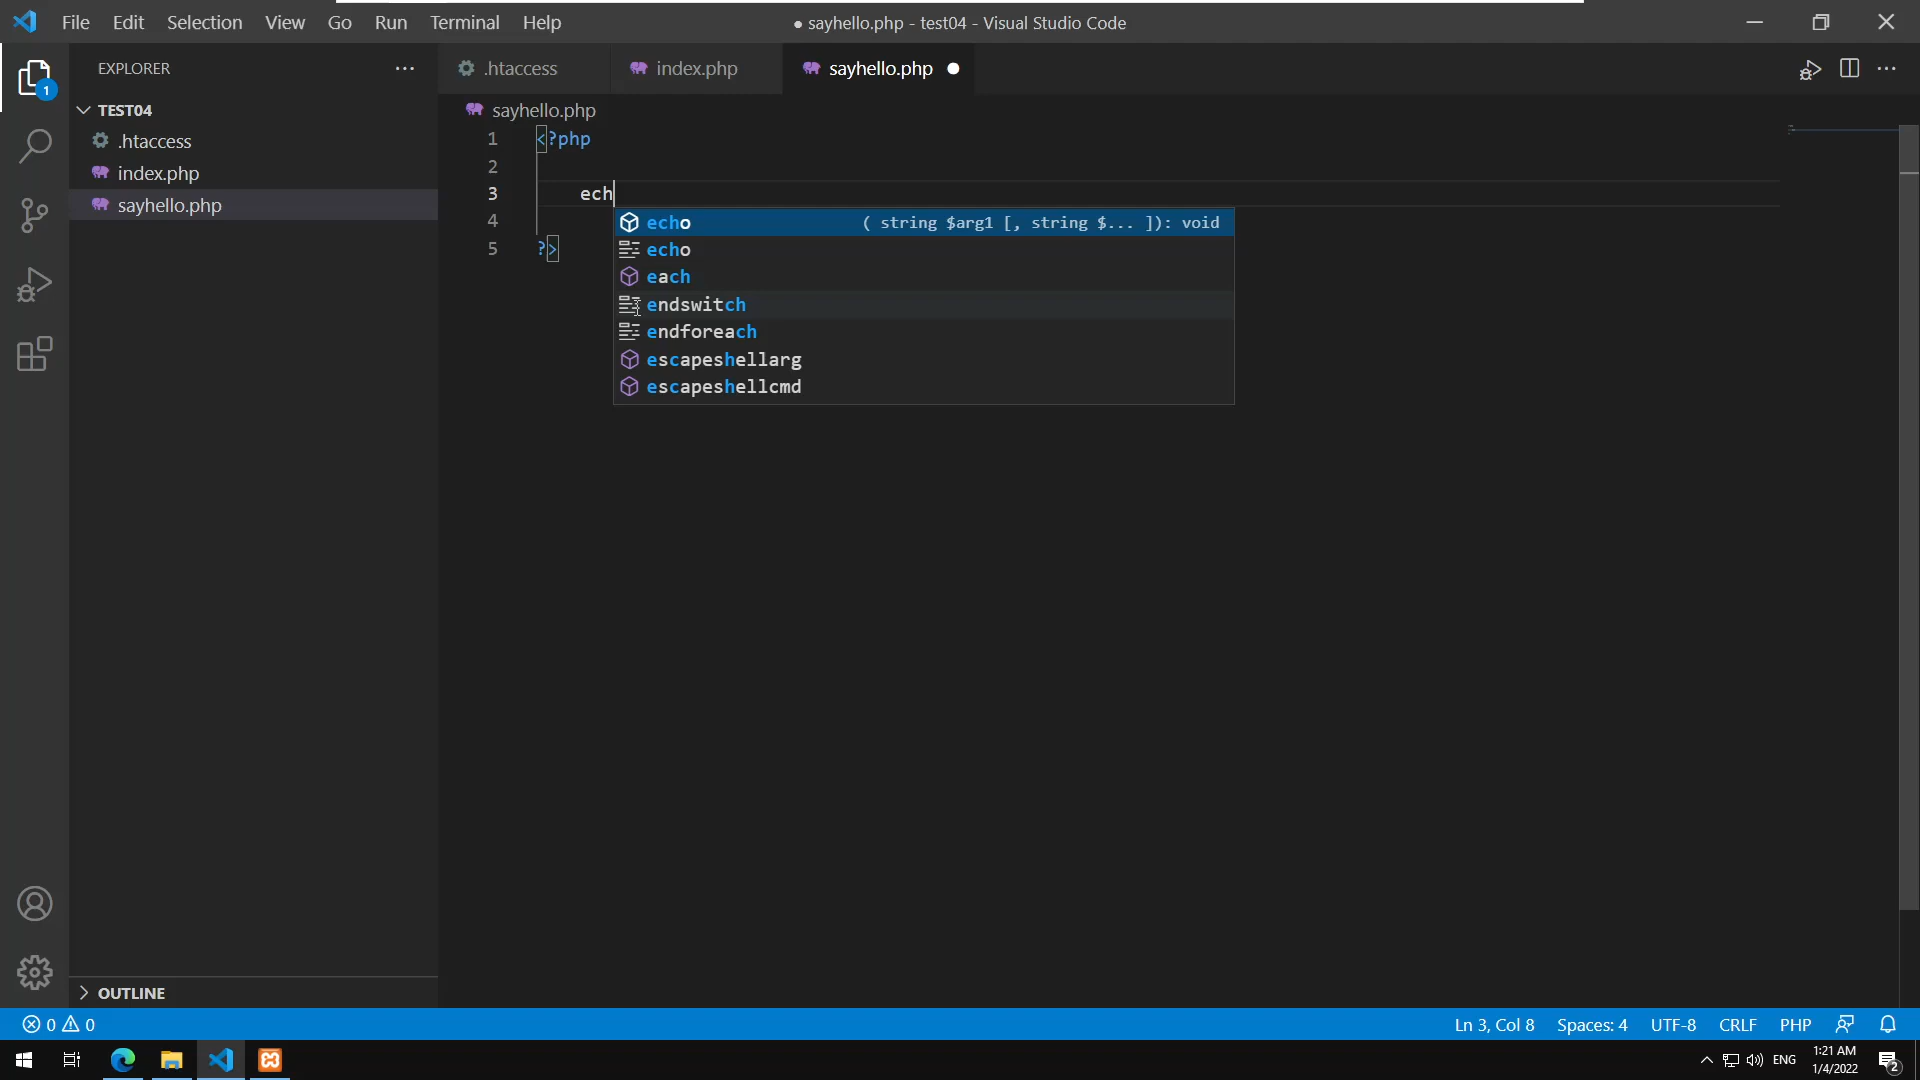 File Edit Selection View Go Run Terminal Help
● sayhello.php - test04 - Visual Studio Code
EXPLORER
.htaccess
index.php
sayhello.php ●
1
TEST04
.htaccess
index.php
sayhello.php
sayhello.php
1 <?php
2
3 ech
4
5 ?>
echo ( string $arg1 [, string $... ]): void
echo
each
endswitch
endforeach
escapeshellarg
escapeshellcmd
OUTLINE
0 0
Ln 3, Col 8 Spaces: 4 UTF-8 CRLF PHP
ENG
1:21 AM
1/4/2022
2